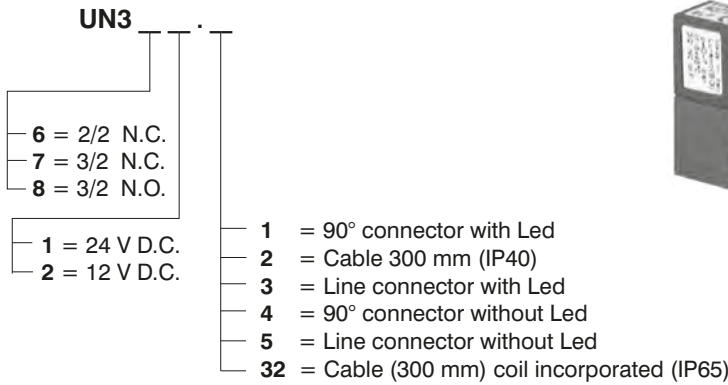 UN3 _ _ . _
6 = 2/2 N.C.
7 = 3/2 N.C.
8 = 3/2 N.O.
1 = 24 V D.C.
2 = 12 V D.C.
1 = 90° connector with Led
2 = Cable 300 mm (IP40)
3 = Line connector with Led
4 = 90° connector without Led
5 = Line connector without Led
32 = Cable (300 mm) coil incorporated (IP65)